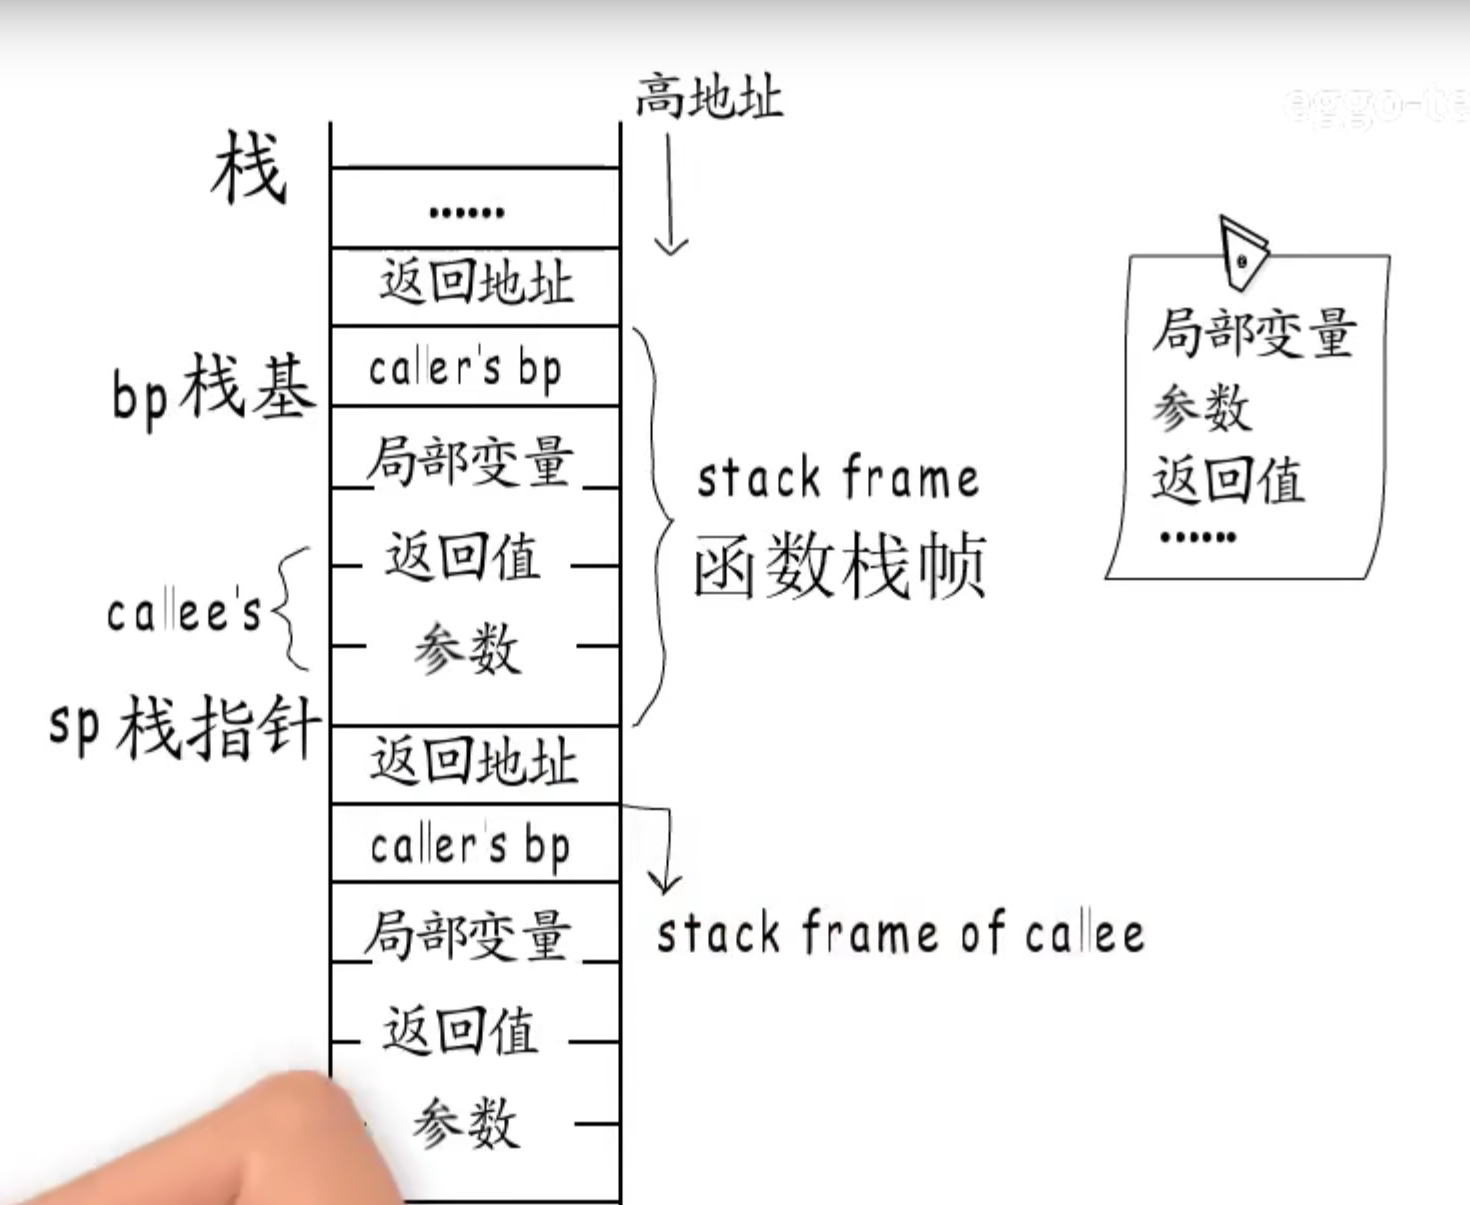 高地址
eggo-te
栈
......
返回地址
caller's bp
bp 栈基
局部变量
返回值
callee's
参数
sp 栈指针
stack frame
函数栈帧
局部变量
参数
返回值
......
返回地址
caller's bp
局部变量
stack frame of callee
返回值
参数